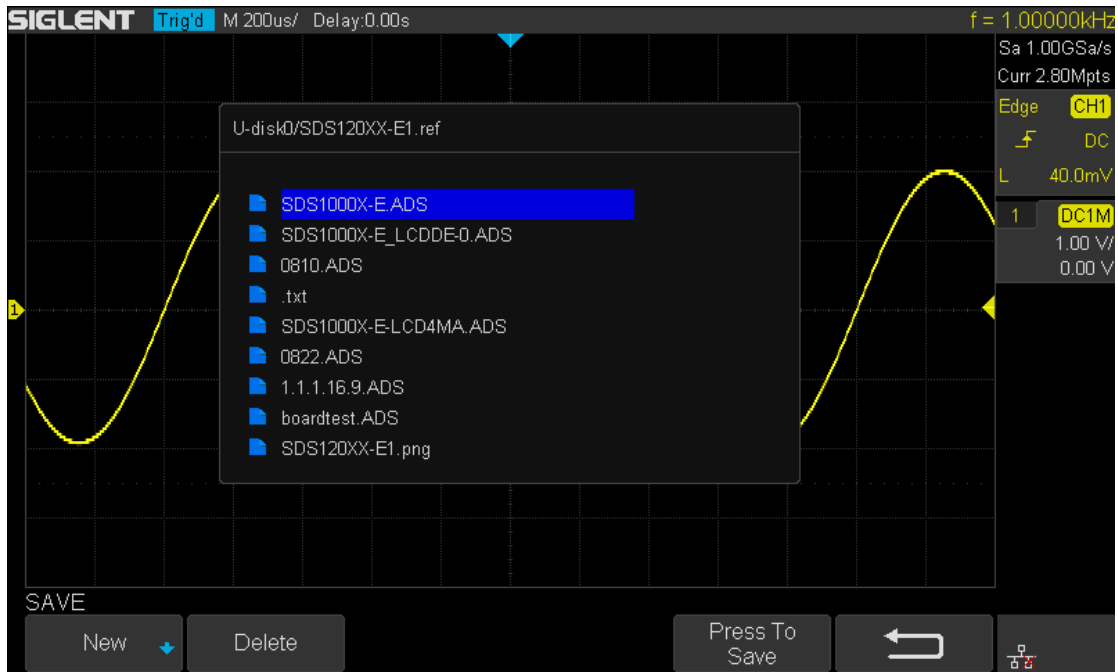 SIGLENT Trig'd M 200us/ Delay:0.00s f = 1.00000kHz
Sa 1.00GSa/s
Curr 2.80Mpts
Edge CH1
DC
L 40.0mV
1 DC1M
1.00 V/
0.00 V
U-disk0/SDS120XX-E1.ref
SDS1000X-E.ADS
SDS1000X-E_LCDDE-0.ADS
0810.ADS
.txt
SDS1000X-E-LCD4MA.ADS
0822.ADS
1.1.1.16.9.ADS
boardtest.ADS
SDS120XX-E1.png
1
SAVE
New
Delete
Press To
Save